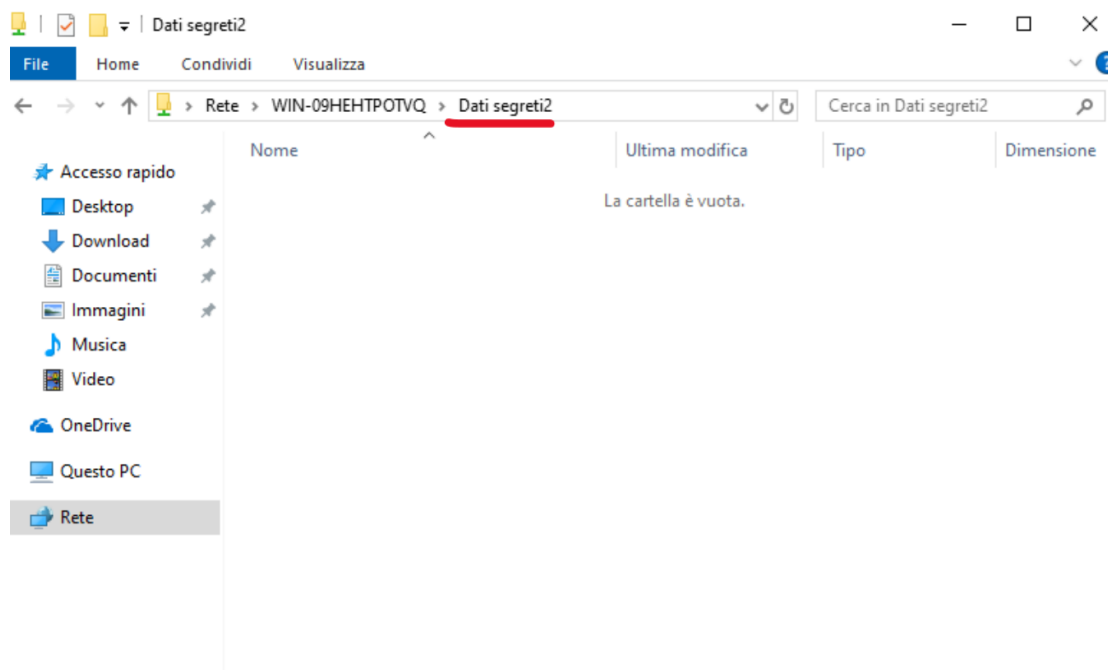 Dati segreti2
File Home Condividi Visualizza
Rete WIN-09HEHTPOTVQ Dati segreti2 Cerca in Dati segreti2
Nome Ultima modifica Tipo Dimensione
La cartella è vuota.
Accesso rapido
Desktop
Download
Documenti
Immagini
Musica
Video
OneDrive
Questo PC
Rete